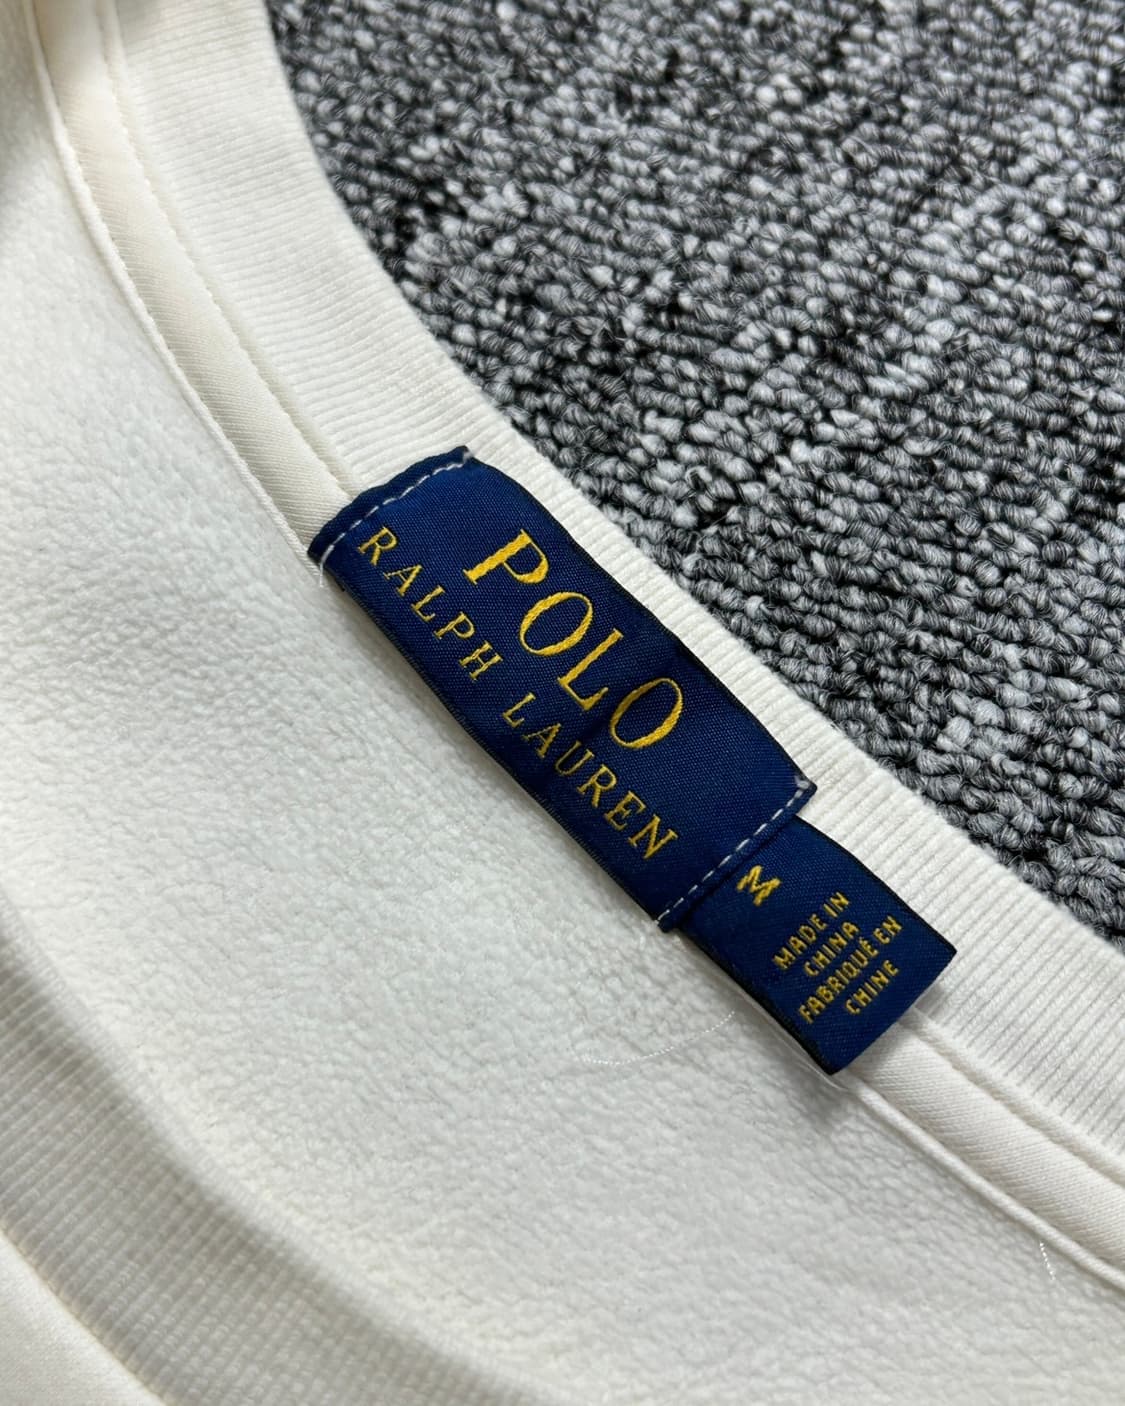 POLO
RALPH LAUREN
M
MADE IN
CHINA
FABRIQUÉ EN
CHINE